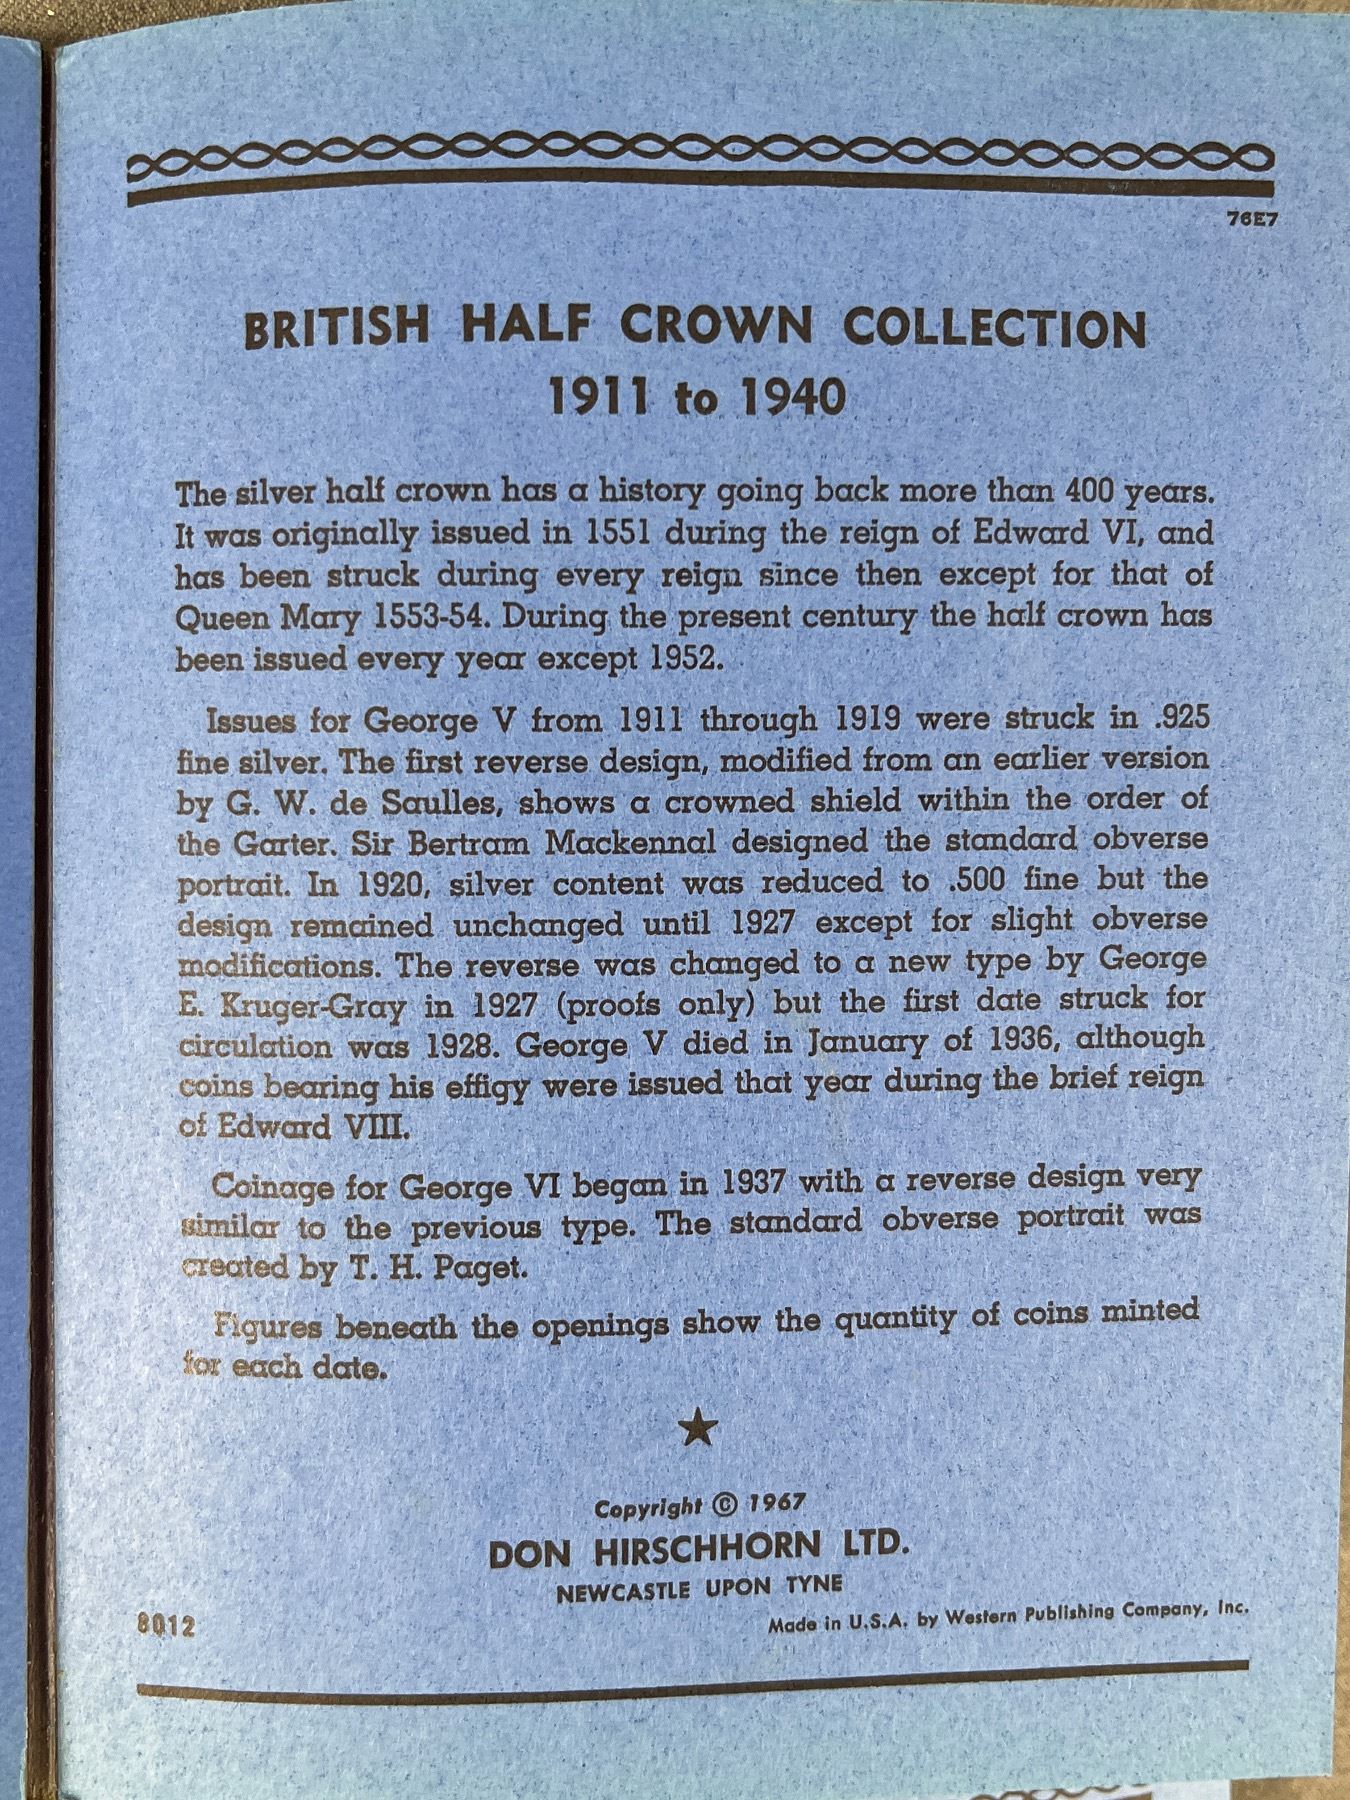 76E7
BRITISH HALF CROWN COLLECTION
1911 to 1940
The silver half crown has a history going back more than 400 years.
It was originally issued in 1551 during the reign of Edward VI, and
has been struck during every reign since then except for that of
Queen Mary 1553-54. During the present century the half crown has
been issued every year except 1952.
Issues for George V from 1911 through 1919 were struck in .925
fine silver. The first reverse design, modified from an earlier version
by G. W. de Saulles, shows a crowned shield within the order of
the Garter. Sir Bertram Mackennal designed the standard obverse
portrait. In 1920, silver content was reduced to .500 fine but the
design remained unchanged until 1927 except for slight obverse
modifications. The reverse was changed to a new type by George
E. Kruger-Gray in 1927 (proofs only) but the first date struck for
circulation was 1928. George V died in January of 1936, although
coins bearing his effigy were issued that year during the brief reign
of Edward VIII.
Coinage for George VI began in 1937 with a reverse design very
similar to the previous type. The standard obverse portrait was
created by T. H. Paget.
Figures beneath the openings show the quantity of coins minted
for each date.
Copyright © 1967
DON HIRSCHHORN LTD.
NEWCASTLE UPON TYNE
8012
Made in U.S.A. by Western Publishing Company, Inc.